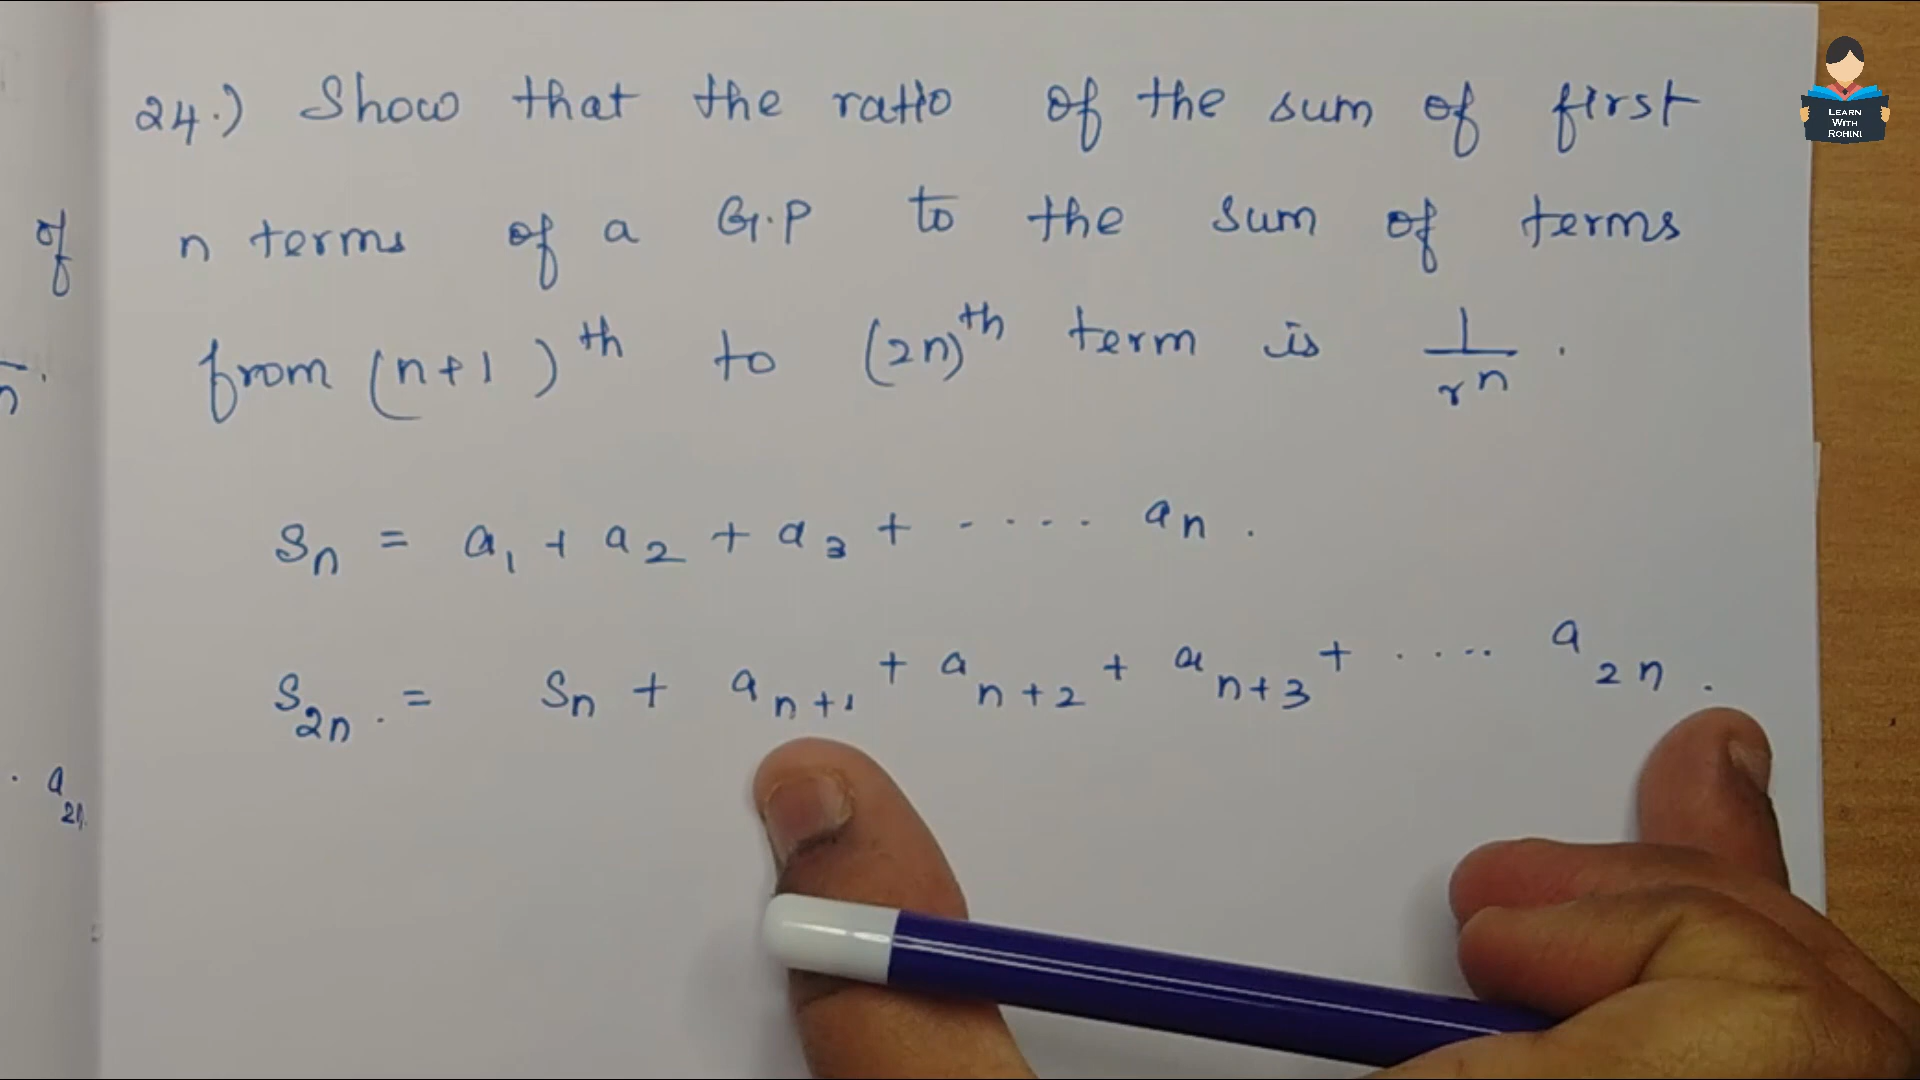 24.) Show that the ratio of the sum of first
n terms of a G.P to the sum of terms
from (n+1)th to (2n)th term is 1/rⁿ .
Sn = a₁ + a₂ + a₃ + ---- an .
S2n . = Sn + an+1 + an+2 + an+3 + .... a2n .
of
n .
. a2n
LEARN
WITH
ROHINI